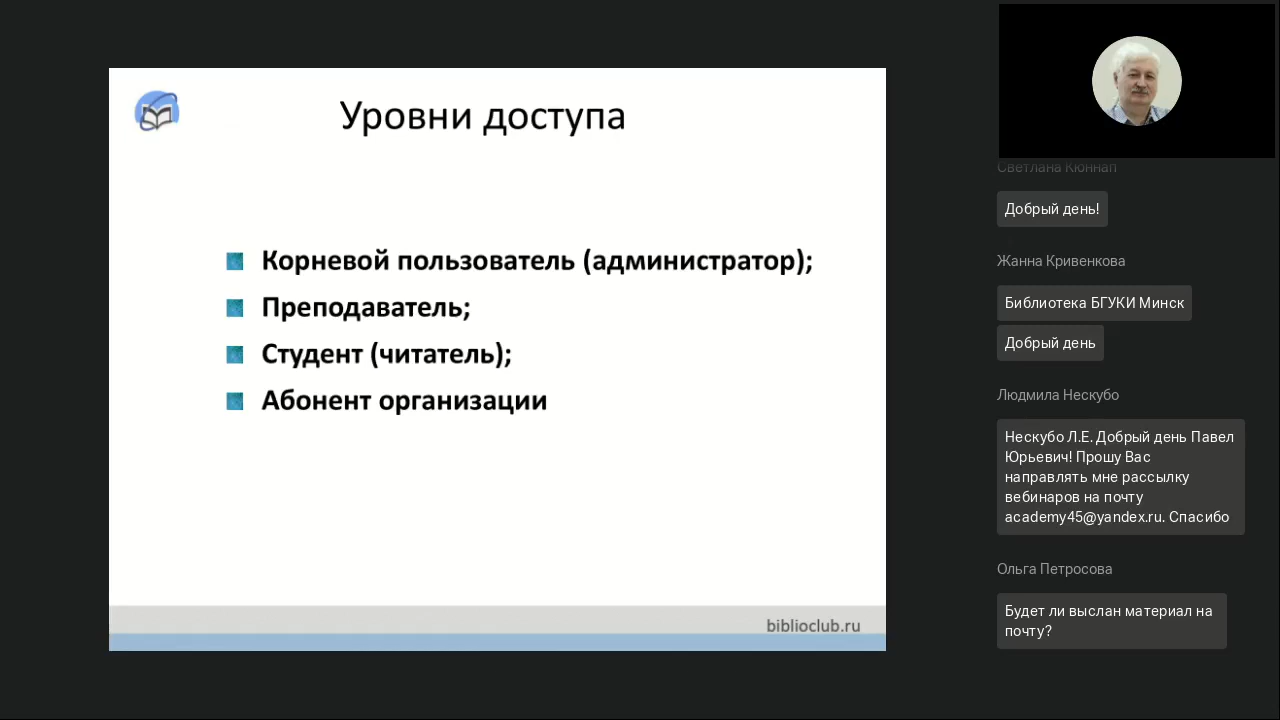 Уровни доступа
Корневой пользователь (администратор);
Преподаватель;
Студент (читатель);
Абонент организации
biblioclub.ru
Светлана Кюннап
Добрый день!
Жанна Кривенкова
Библиотека БГУКИ Минск
Добрый день
Людмила Нескубо
Нескубо Л.Е. Добрый день Павел
Юрьевич! Прошу Вас
направлять мне рассылку
вебинаров на почту
academy45@yandex.ru. Спасибо
Ольга Петросова
Будет ли выслан материал на
почту?